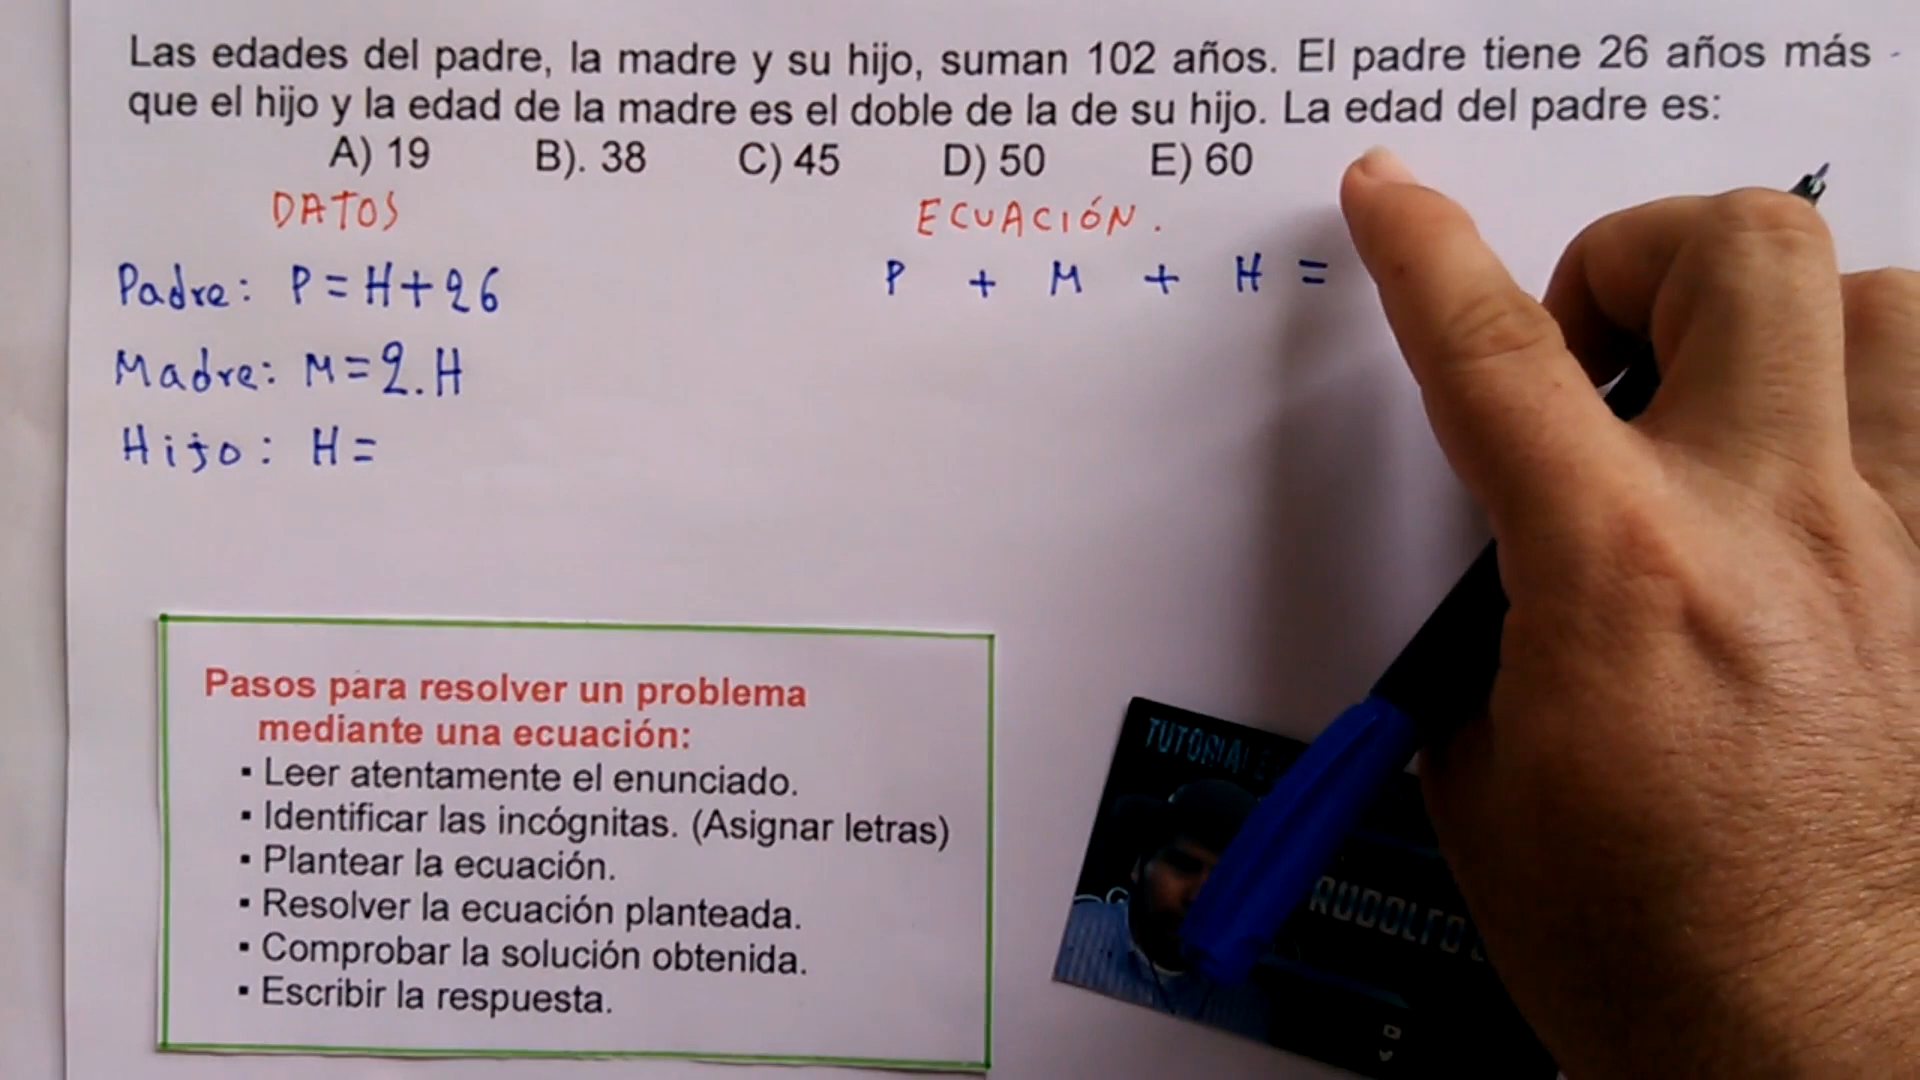 Las edades del padre, la madre y su hijo, suman 102 años. El padre tiene 26 años más
que el hijo y la edad de la madre es el doble de la de su hijo. La edad del padre es:
A) 19 B). 38 C) 45 D) 50 E) 60
DATOS
ECUACIÓN.
Padre: P = H + 26
P + M + H =
Madre: M = 2.H
Hijo: H =
Pasos para resolver un problema
mediante una ecuación:
▪ Leer atentamente el enunciado.
▪ Identificar las incógnitas. (Asignar letras)
▪ Plantear la ecuación.
▪ Resolver la ecuación planteada.
▪ Comprobar la solución obtenida.
▪ Escribir la respuesta.
RUDOLFO